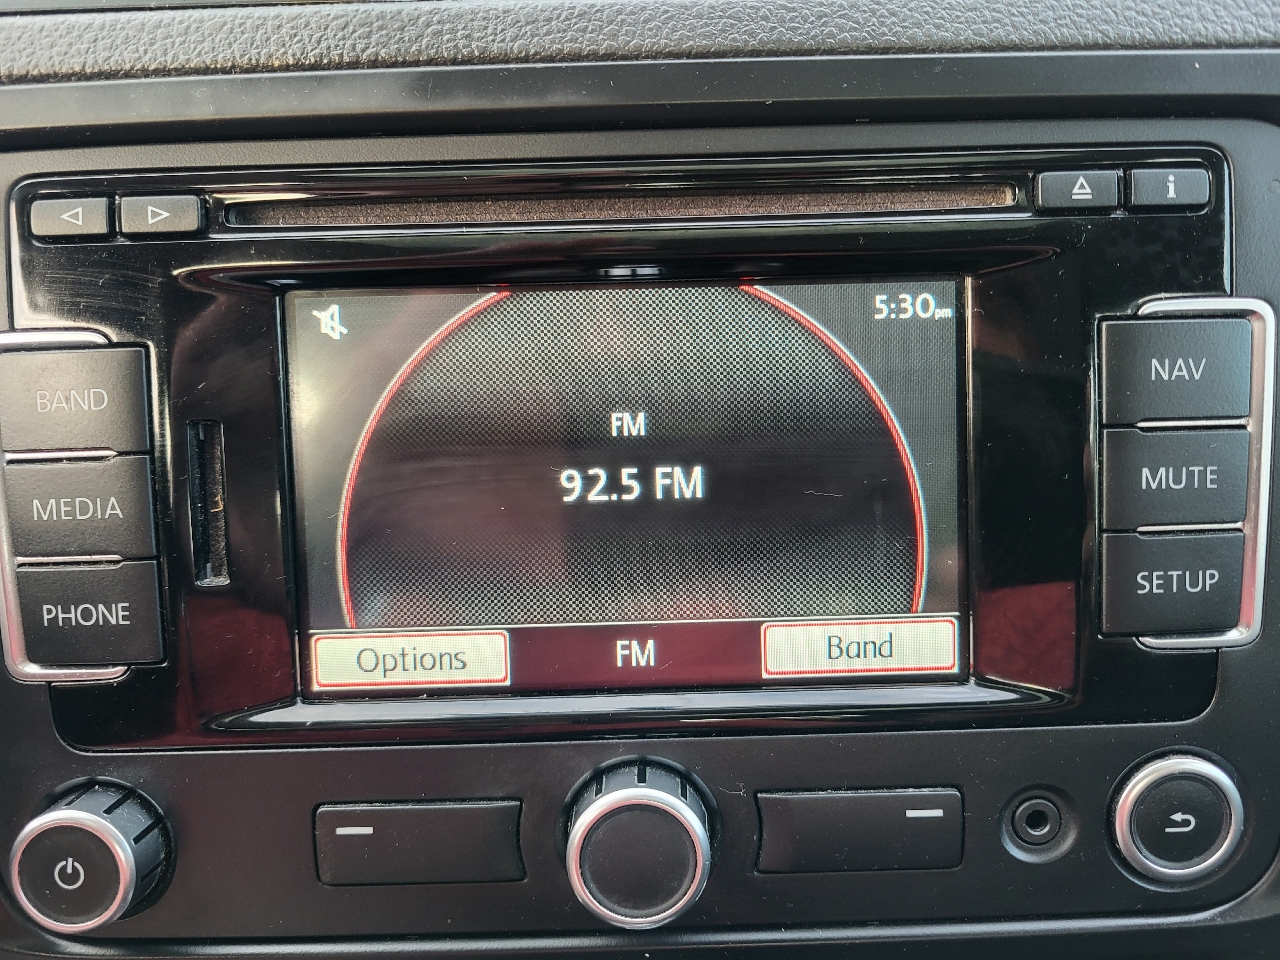 i
5:30pm
BAND
NAV
FM
MEDIA
92.5 FM
MUTE
PHONE
SETUP
Options
FM
Band